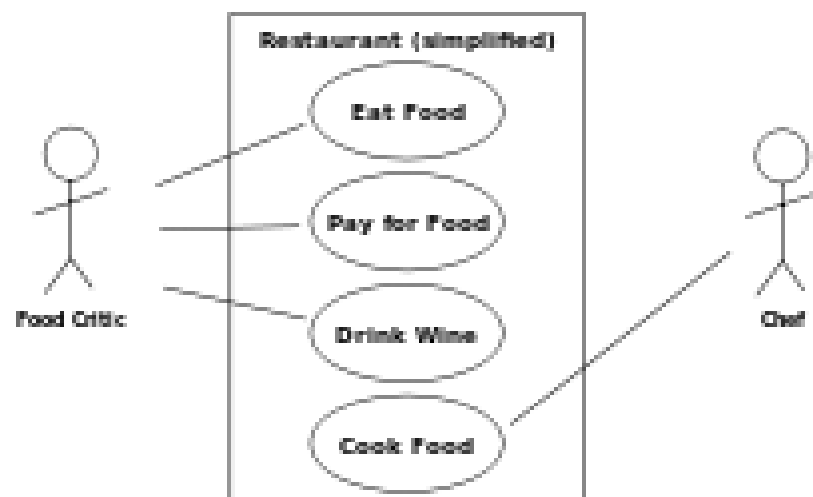 Restaurant (simplified)
Eat Food
Pay for Food
Drink Wine
Food Critic
Chef
Cook Food